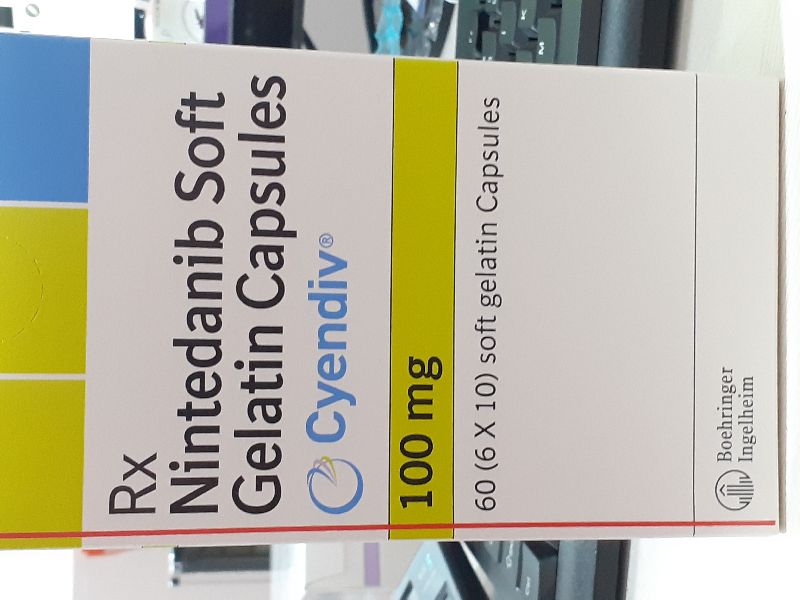 Rx
Nintedanib Soft
Gelatin Capsules
Cyendiv®
100 mg
60 (6 X 10) soft gelatin Capsules
Boehringer
Ingelheim